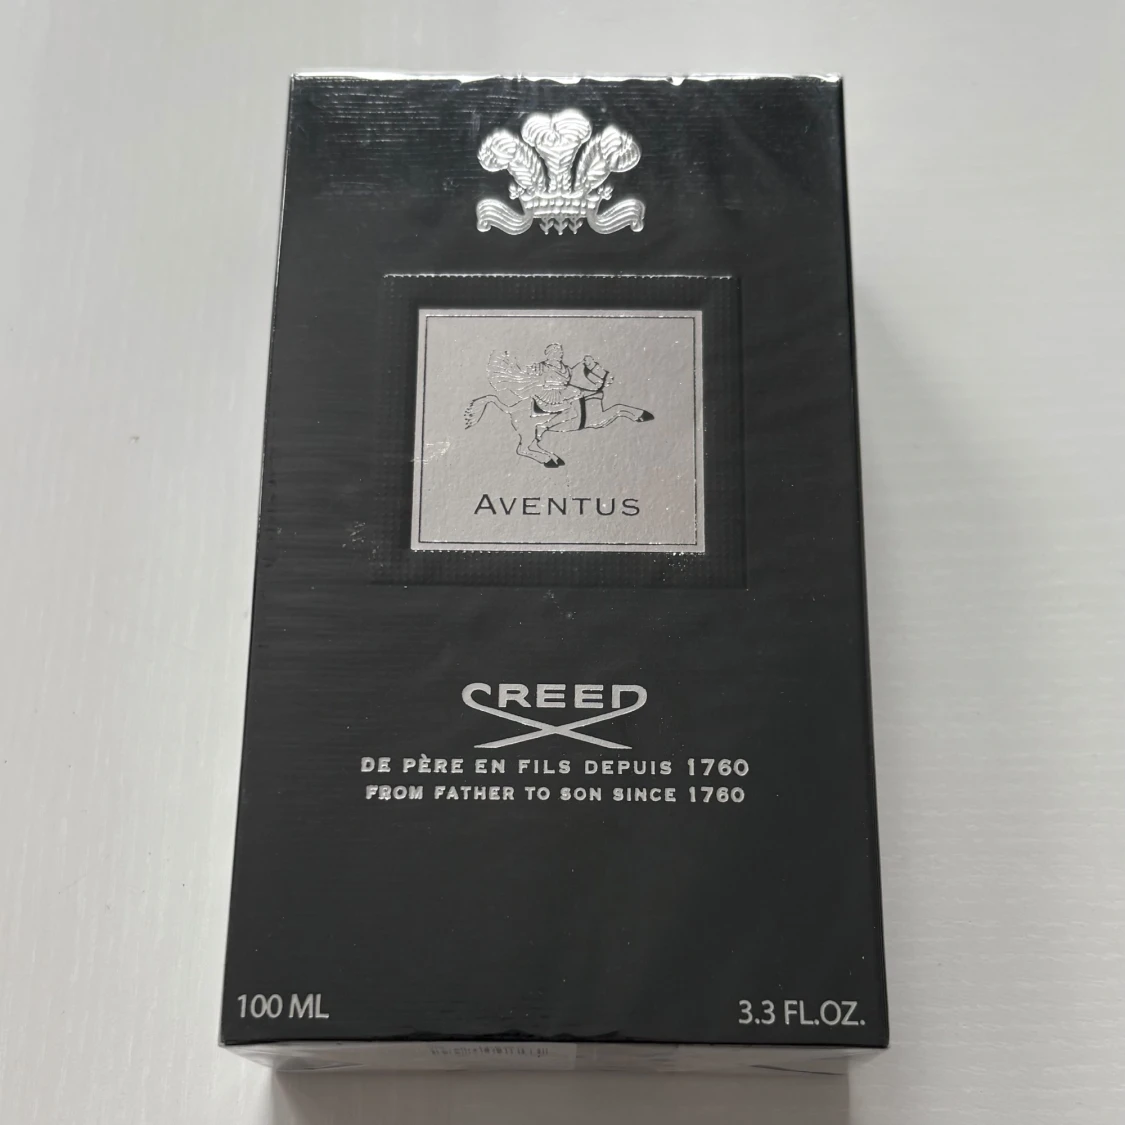 AVENTUS
CREED
DE PÈRE EN FILS DEPUIS 1760
FROM FATHER TO SON SINCE 1760
100 ML
3.3 FL.OZ.